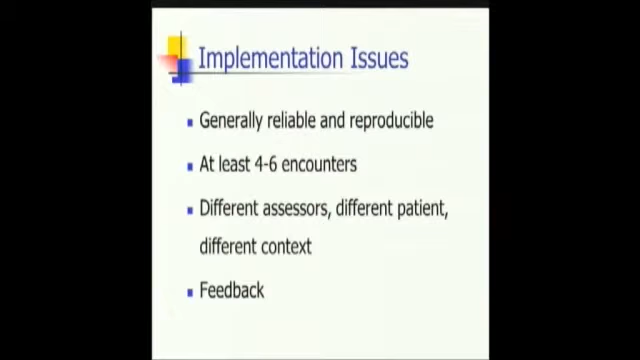 Implementation Issues
Generally reliable and reproducible
At least 4-6 encounters
Different assessors, different patient,
different context
Feedback